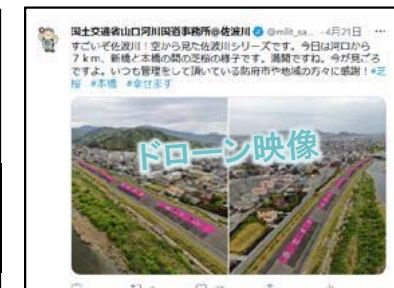 国土交通省山口河川国道事務所@佐波川 @mlit_sa... ・4月21日 …
すごいぞ佐波川！空から見た佐波川シリーズです。今日は河口から
７ｋｍ、新橋と本橋の間の芝桜の様子です。満開ですね。今が見ごろ
ですよ。いつも管理をして頂いている防府市や地域の方々に感謝！#芝
桜 #本橋 #幸せます
ドローン映像